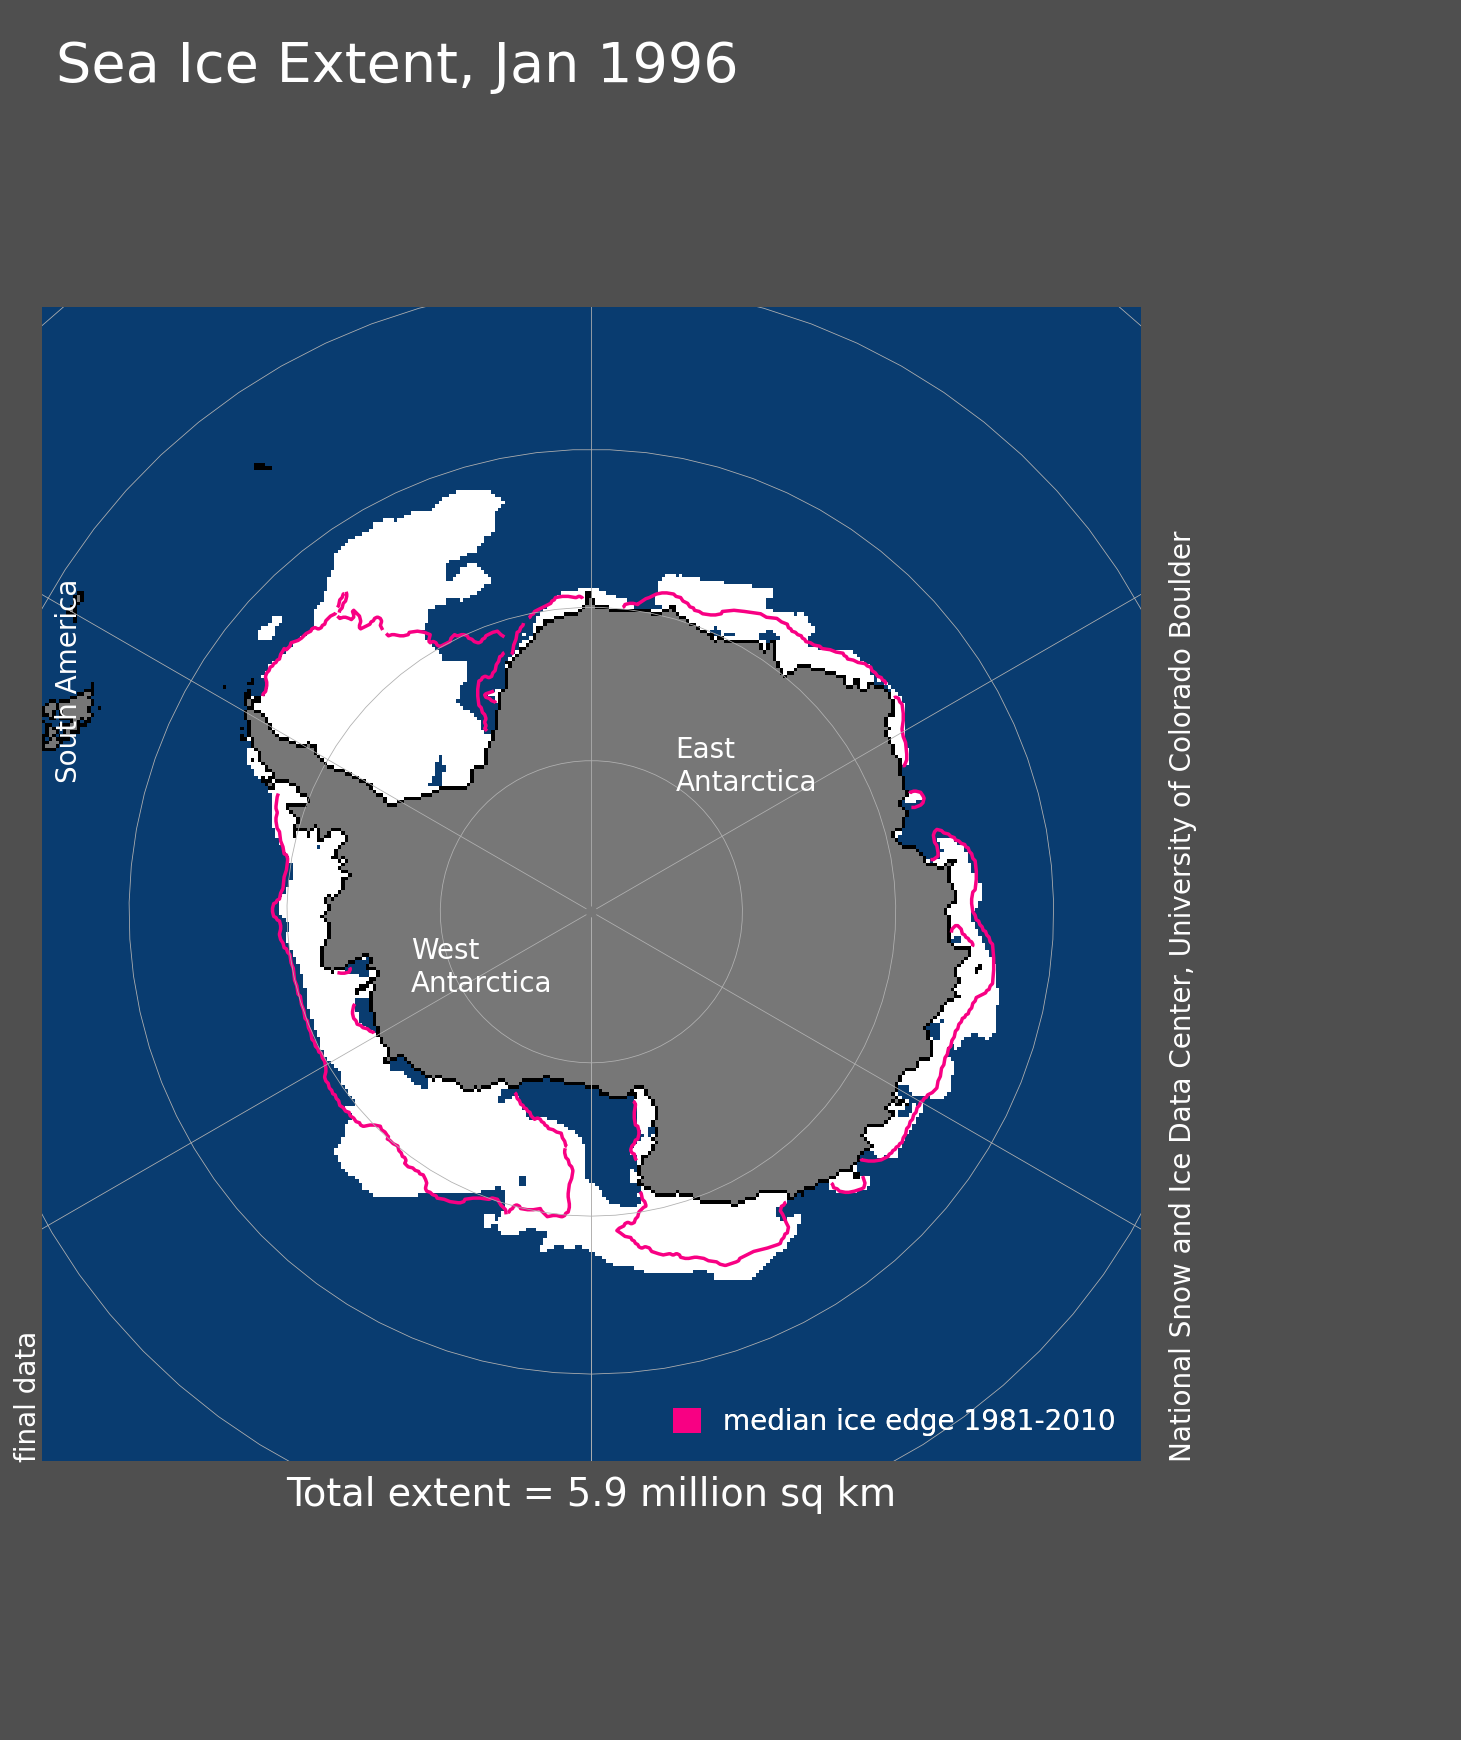 Sea Ice Extent, Jan 1996
South America
East
Antarctica
West
Antarctica
median ice edge 1981-2010
final data
National Snow and Ice Data Center, University of Colorado Boulder
Total extent = 5.9 million sq km